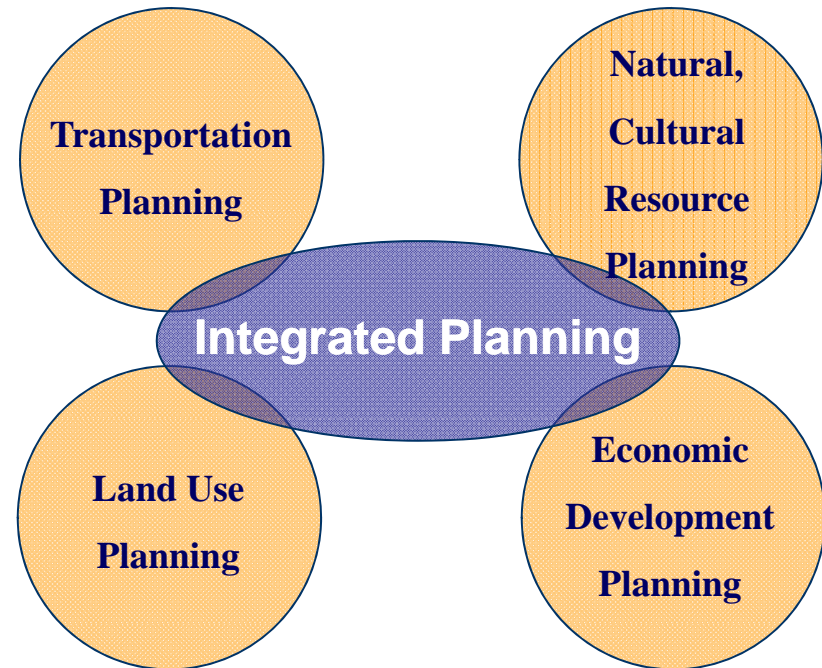 Transportation
Planning
Natural,
Cultural
Resource
Planning
Integrated Planning
Land Use
Planning
Economic
Development
Planning